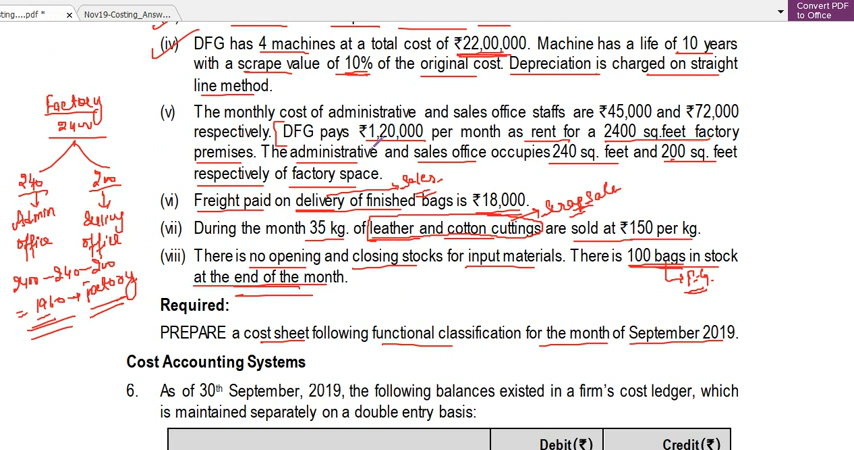 ting....pdf *
Nov19-Costing_Answ...
Convert PDF
to Office
(iv) DFG has 4 machines at a total cost of ₹22,00,000. Machine has a life of 10 years
with a scrape value of 10% of the original cost. Depreciation is charged on straight
line method.
(v) The monthly cost of administrative and sales office staffs are ₹45,000 and ₹72,000
respectively. DFG pays ₹1,20,000 per month as rent for a 2400 sq.feet factory
premises. The administrative and sales office occupies 240 sq. feet and 200 sq. feet
respectively of factory space.
(vi) Freight paid on delivery of finished bags is ₹18,000.
(vii) During the month 35 kg. of leather and cotton cuttings are sold at ₹150 per kg.
(viii) There is no opening and closing stocks for input materials. There is 100 bags in stock
at the end of the month.
Required:
PREPARE a cost sheet following functional classification for the month of September 2019.
Cost Accounting Systems
6. As of 30th September, 2019, the following balances existed in a firm's cost ledger, which
is maintained separately on a double entry basis:
Debit(₹) Credit(₹)
Factory
2400
240 200
Admin Selling
office office
2400-240-200
= 1960 → Factory
Sales
Scrap Sale
F.G.